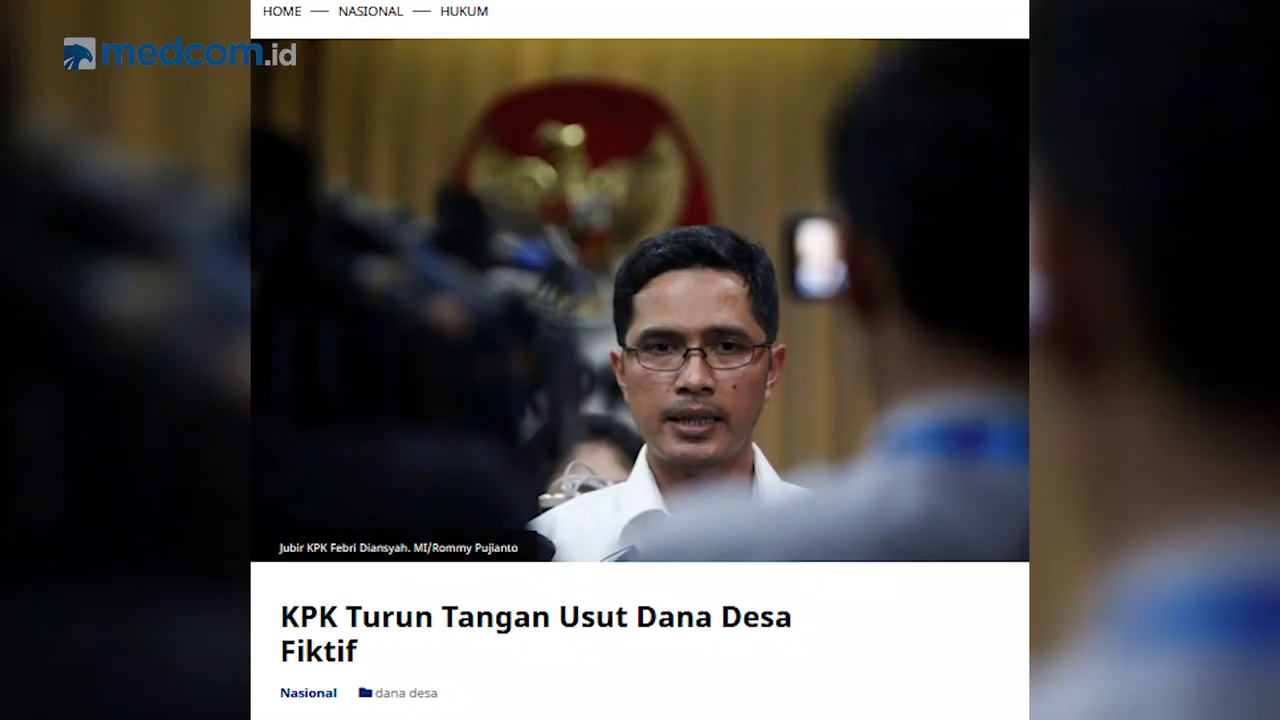 HOME — NASIONAL — HUKUM
medcom.id
Jubir KPK Febri Diansyah. MI/Rommy Pujianto
KPK Turun Tangan Usut Dana Desa
Fiktif
Nasional dana desa